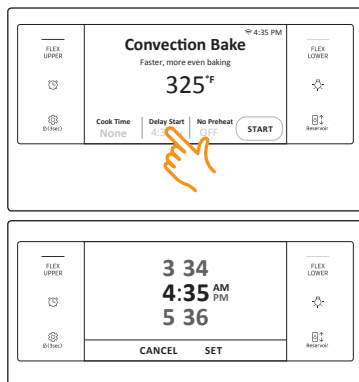 4:35 PM
FLEX
UPPER
Convection Bake
FLEX
LOWER
Faster, more even baking
325°F
Cook Time
Delay Start
No Preheat
START
None
OFF
(3sec)
Reservoir
FLEX
UPPER
3 34
FLEX
LOWER
4:35 AM
PM
5 36
(3sec)
Reservoir
CANCEL SET